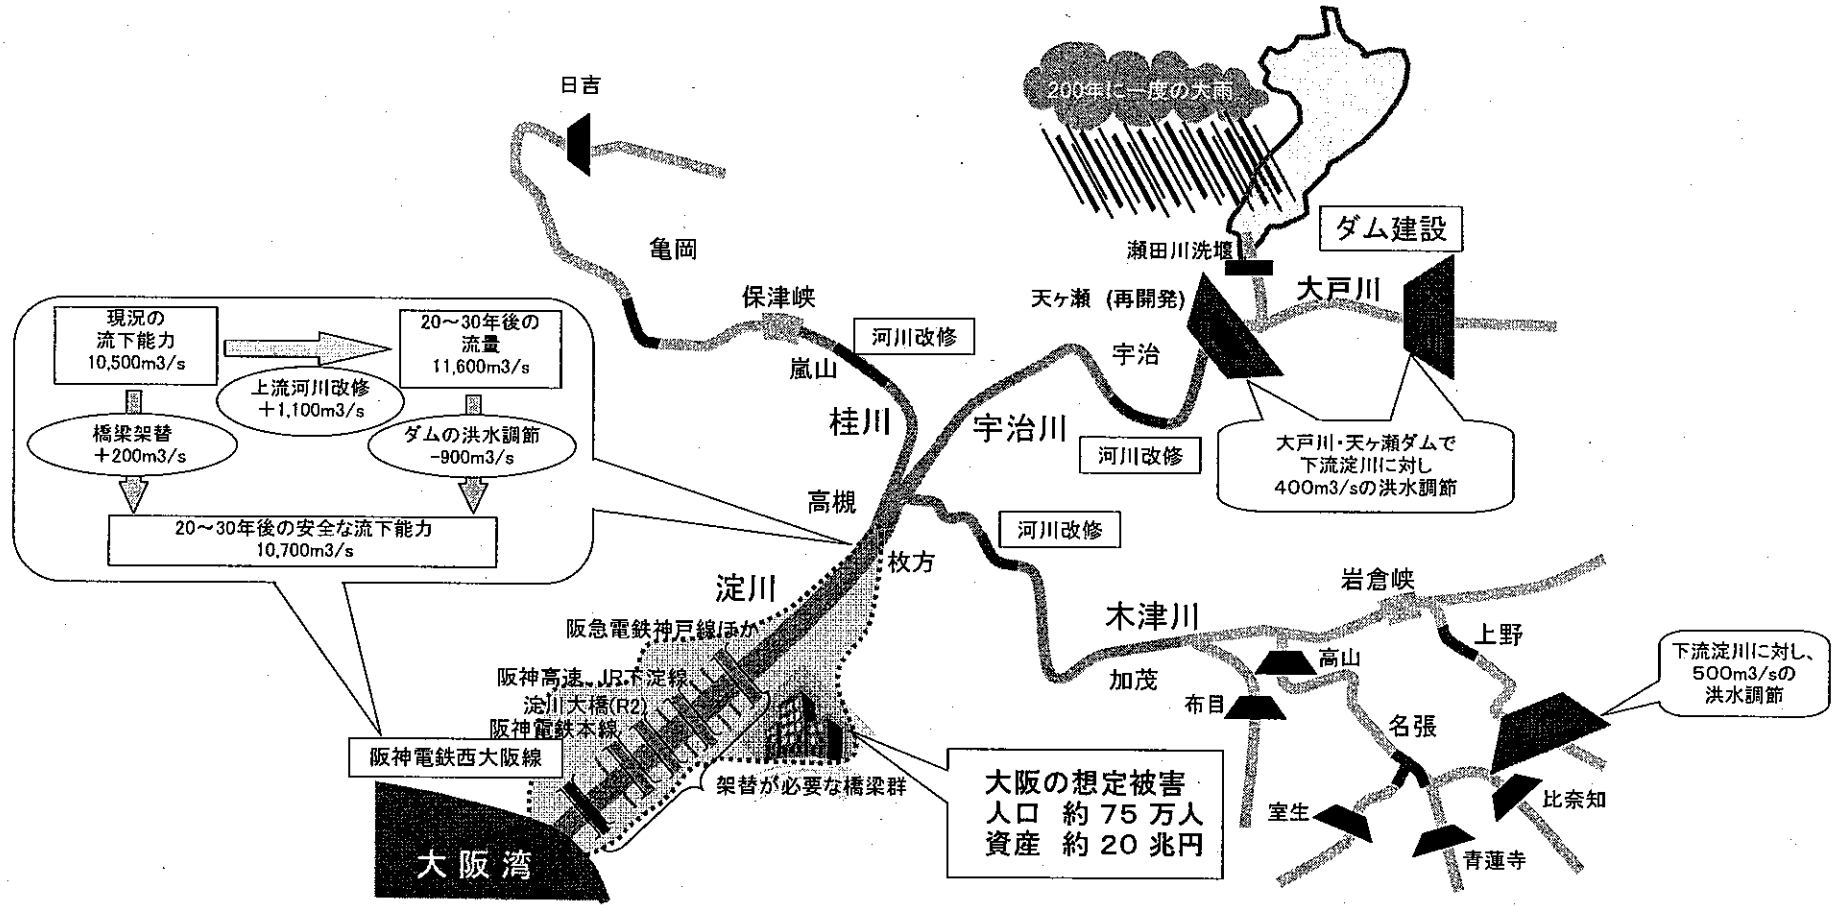 日吉
200年に一度の大雨
ダム建設
瀬田川洗堰
亀岡
天ヶ瀬 (再開発)
大戸川
保津峡
河川改修
現況の
流下能力
10,500m3/s
20～30年後の
流量
11,600m3/s
上流河川改修
+1,100m3/s
嵐山
宇治
桂川
宇治川
橋梁架替
+200m3/s
ダムの洪水調節
-900m3/s
河川改修
大戸川・天ヶ瀬ダムで
下流淀川に対し
400m3/sの洪水調節
高槻
20～30年後の安全な流下能力
10,700m3/s
河川改修
枚方
淀川
岩倉峡
木津川
阪急電鉄神戸線ほか
上野
下流淀川に対し、
500m3/sの
洪水調節
高山
加茂
阪神高速、JR下淀線
淀川大橋(R2)
布目
阪神電鉄本線
名張
阪神電鉄西大阪線
架替が必要な橋梁群
大阪の想定被害
人口 約 75 万人
資産 約 20 兆円
室生
比奈知
青蓮寺
大阪湾